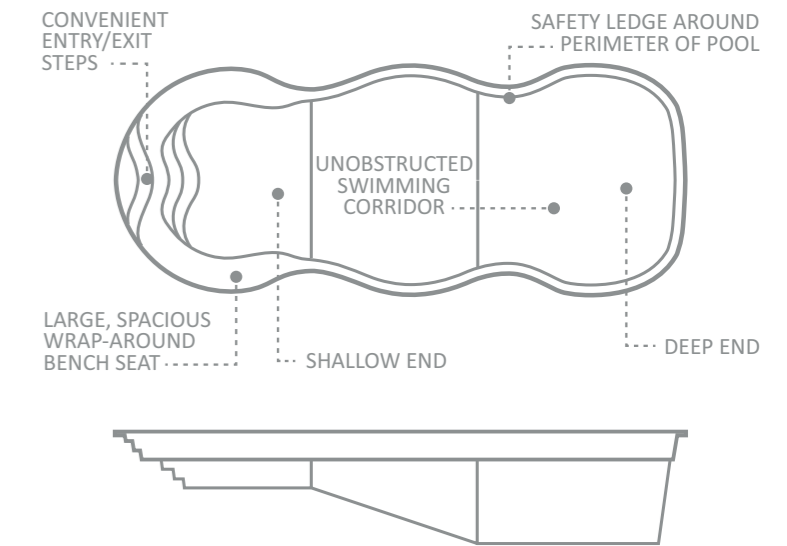 CONVENIENT
ENTRY/EXIT
STEPS
SAFETY LEDGE AROUND
PERIMETER OF POOL
UNOBSTRUCTED
SWIMMING
CORRIDOR
LARGE, SPACIOUS
WRAP-AROUND
BENCH SEAT
SHALLOW END
DEEP END